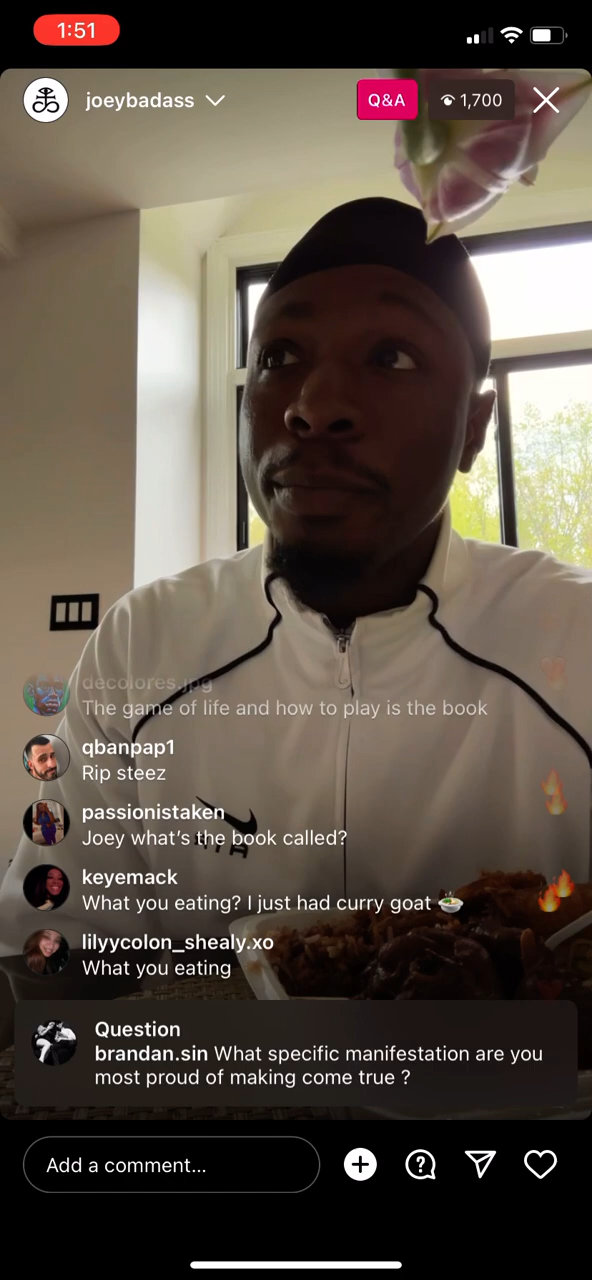 1:51
joeybadass
Q&A
1,700
decolores.jpg
The game of life and how to play is the book
qbanpap1
Rip steez
passionistaken
Joey what's the book called?
keyemack
What you eating? I just had curry goat 🍲
lilyycolon_shealy.xo
What you eating
Question
brandan.sin What specific manifestation are you
most proud of making come true ?
Add a comment...